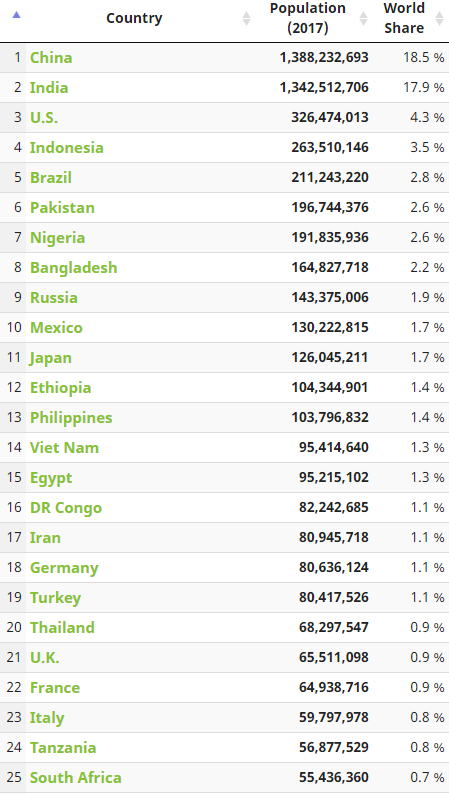 Country Population (2017) World Share
1 China 1,388,232,693 18.5 %
2 India 1,342,512,706 17.9 %
3 U.S. 326,474,013 4.3 %
4 Indonesia 263,510,146 3.5 %
5 Brazil 211,243,220 2.8 %
6 Pakistan 196,744,376 2.6 %
7 Nigeria 191,835,936 2.6 %
8 Bangladesh 164,827,718 2.2 %
9 Russia 143,375,006 1.9 %
10 Mexico 130,222,815 1.7 %
11 Japan 126,045,211 1.7 %
12 Ethiopia 104,344,901 1.4 %
13 Philippines 103,796,832 1.4 %
14 Viet Nam 95,414,640 1.3 %
15 Egypt 95,215,102 1.3 %
16 DR Congo 82,242,685 1.1 %
17 Iran 80,945,718 1.1 %
18 Germany 80,636,124 1.1 %
19 Turkey 80,417,526 1.1 %
20 Thailand 68,297,547 0.9 %
21 U.K. 65,511,098 0.9 %
22 France 64,938,716 0.9 %
23 Italy 59,797,978 0.8 %
24 Tanzania 56,877,529 0.8 %
25 South Africa 55,436,360 0.7 %